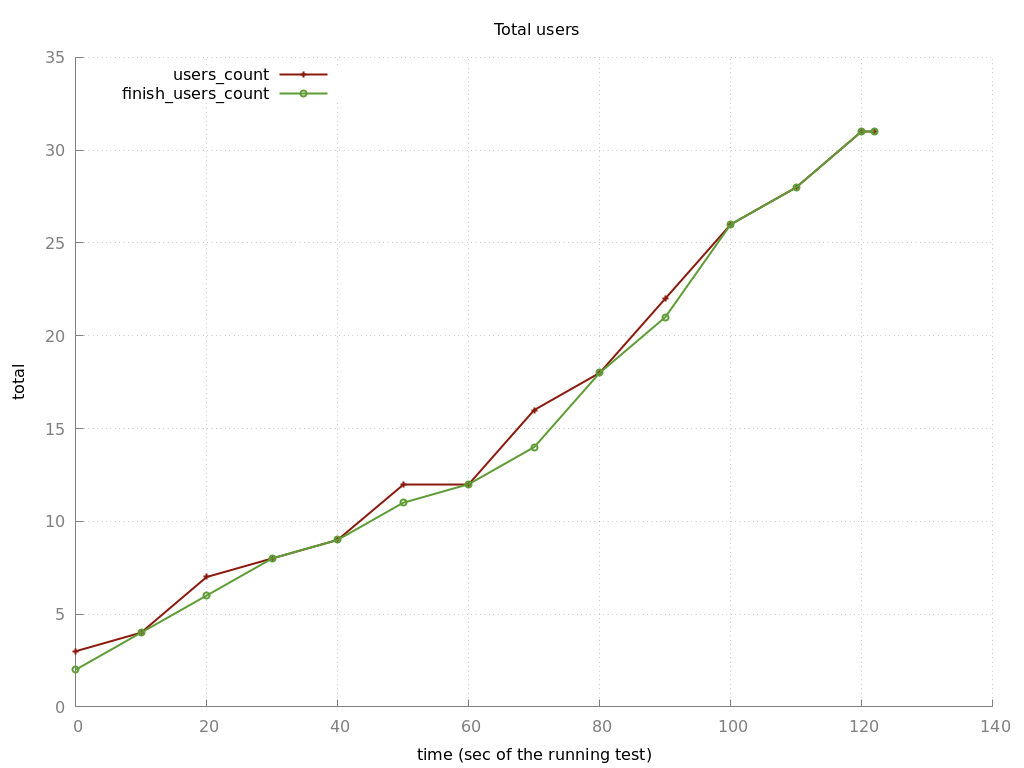 Total users
users_count
finish_users_count
35
30
25
20
15
10
5
0
total
0 20 40 60 80 100 120 140
time (sec of the running test)